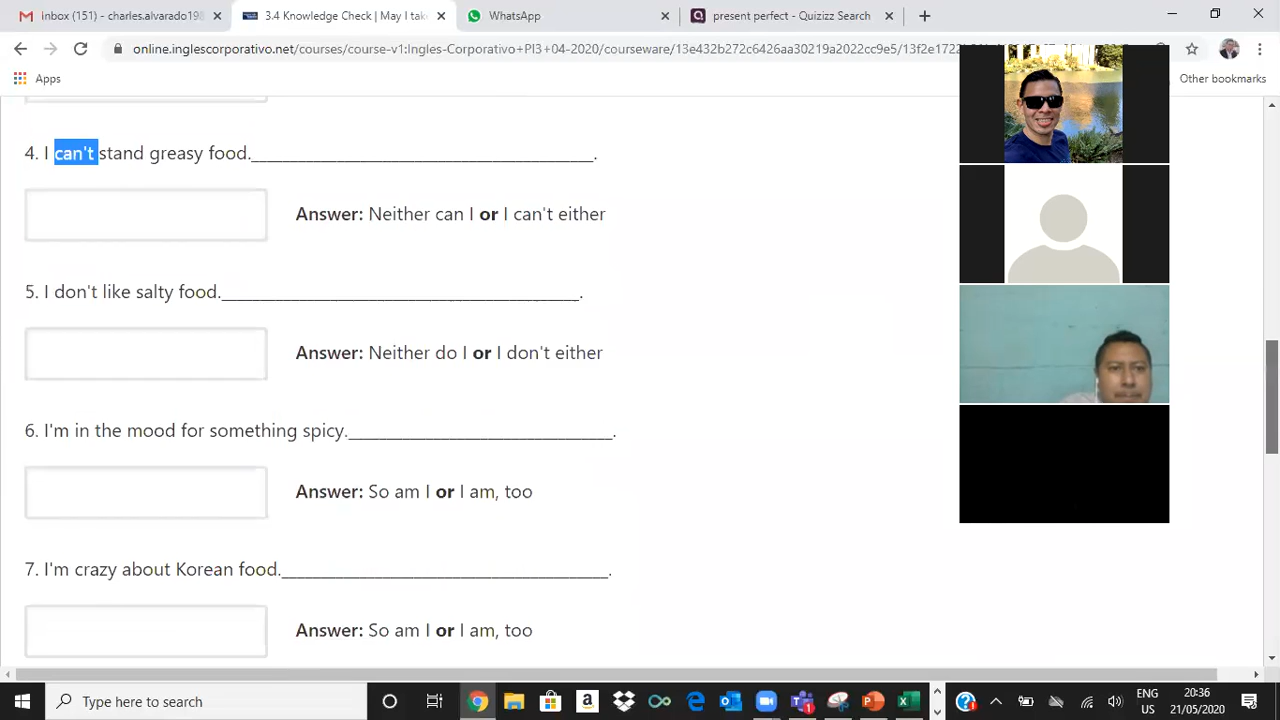 inbox (151) - charles.alvarado19
3.4 Knowledge Check | May I take
WhatsApp
present perfect - Quizizz Search
online.inglescorporativo.net/courses/course-v1:Ingles-Corporativo+PI3+04-2020/courseware/13e432b272c6426aa30219a2022cc9e5/13f2e1722
Apps
Other bookmarks
4. I can't stand greasy food.___________________________________.
Answer: Neither can I or I can't either
5. I don't like salty food.____________________________________.
Answer: Neither do I or I don't either
6. I'm in the mood for something spicy.___________________________.
Answer: So am I or I am, too
7. I'm crazy about Korean food.__________________________________.
Answer: So am I or I am, too
Type here to search
ENG
US
20:36
21/05/2020